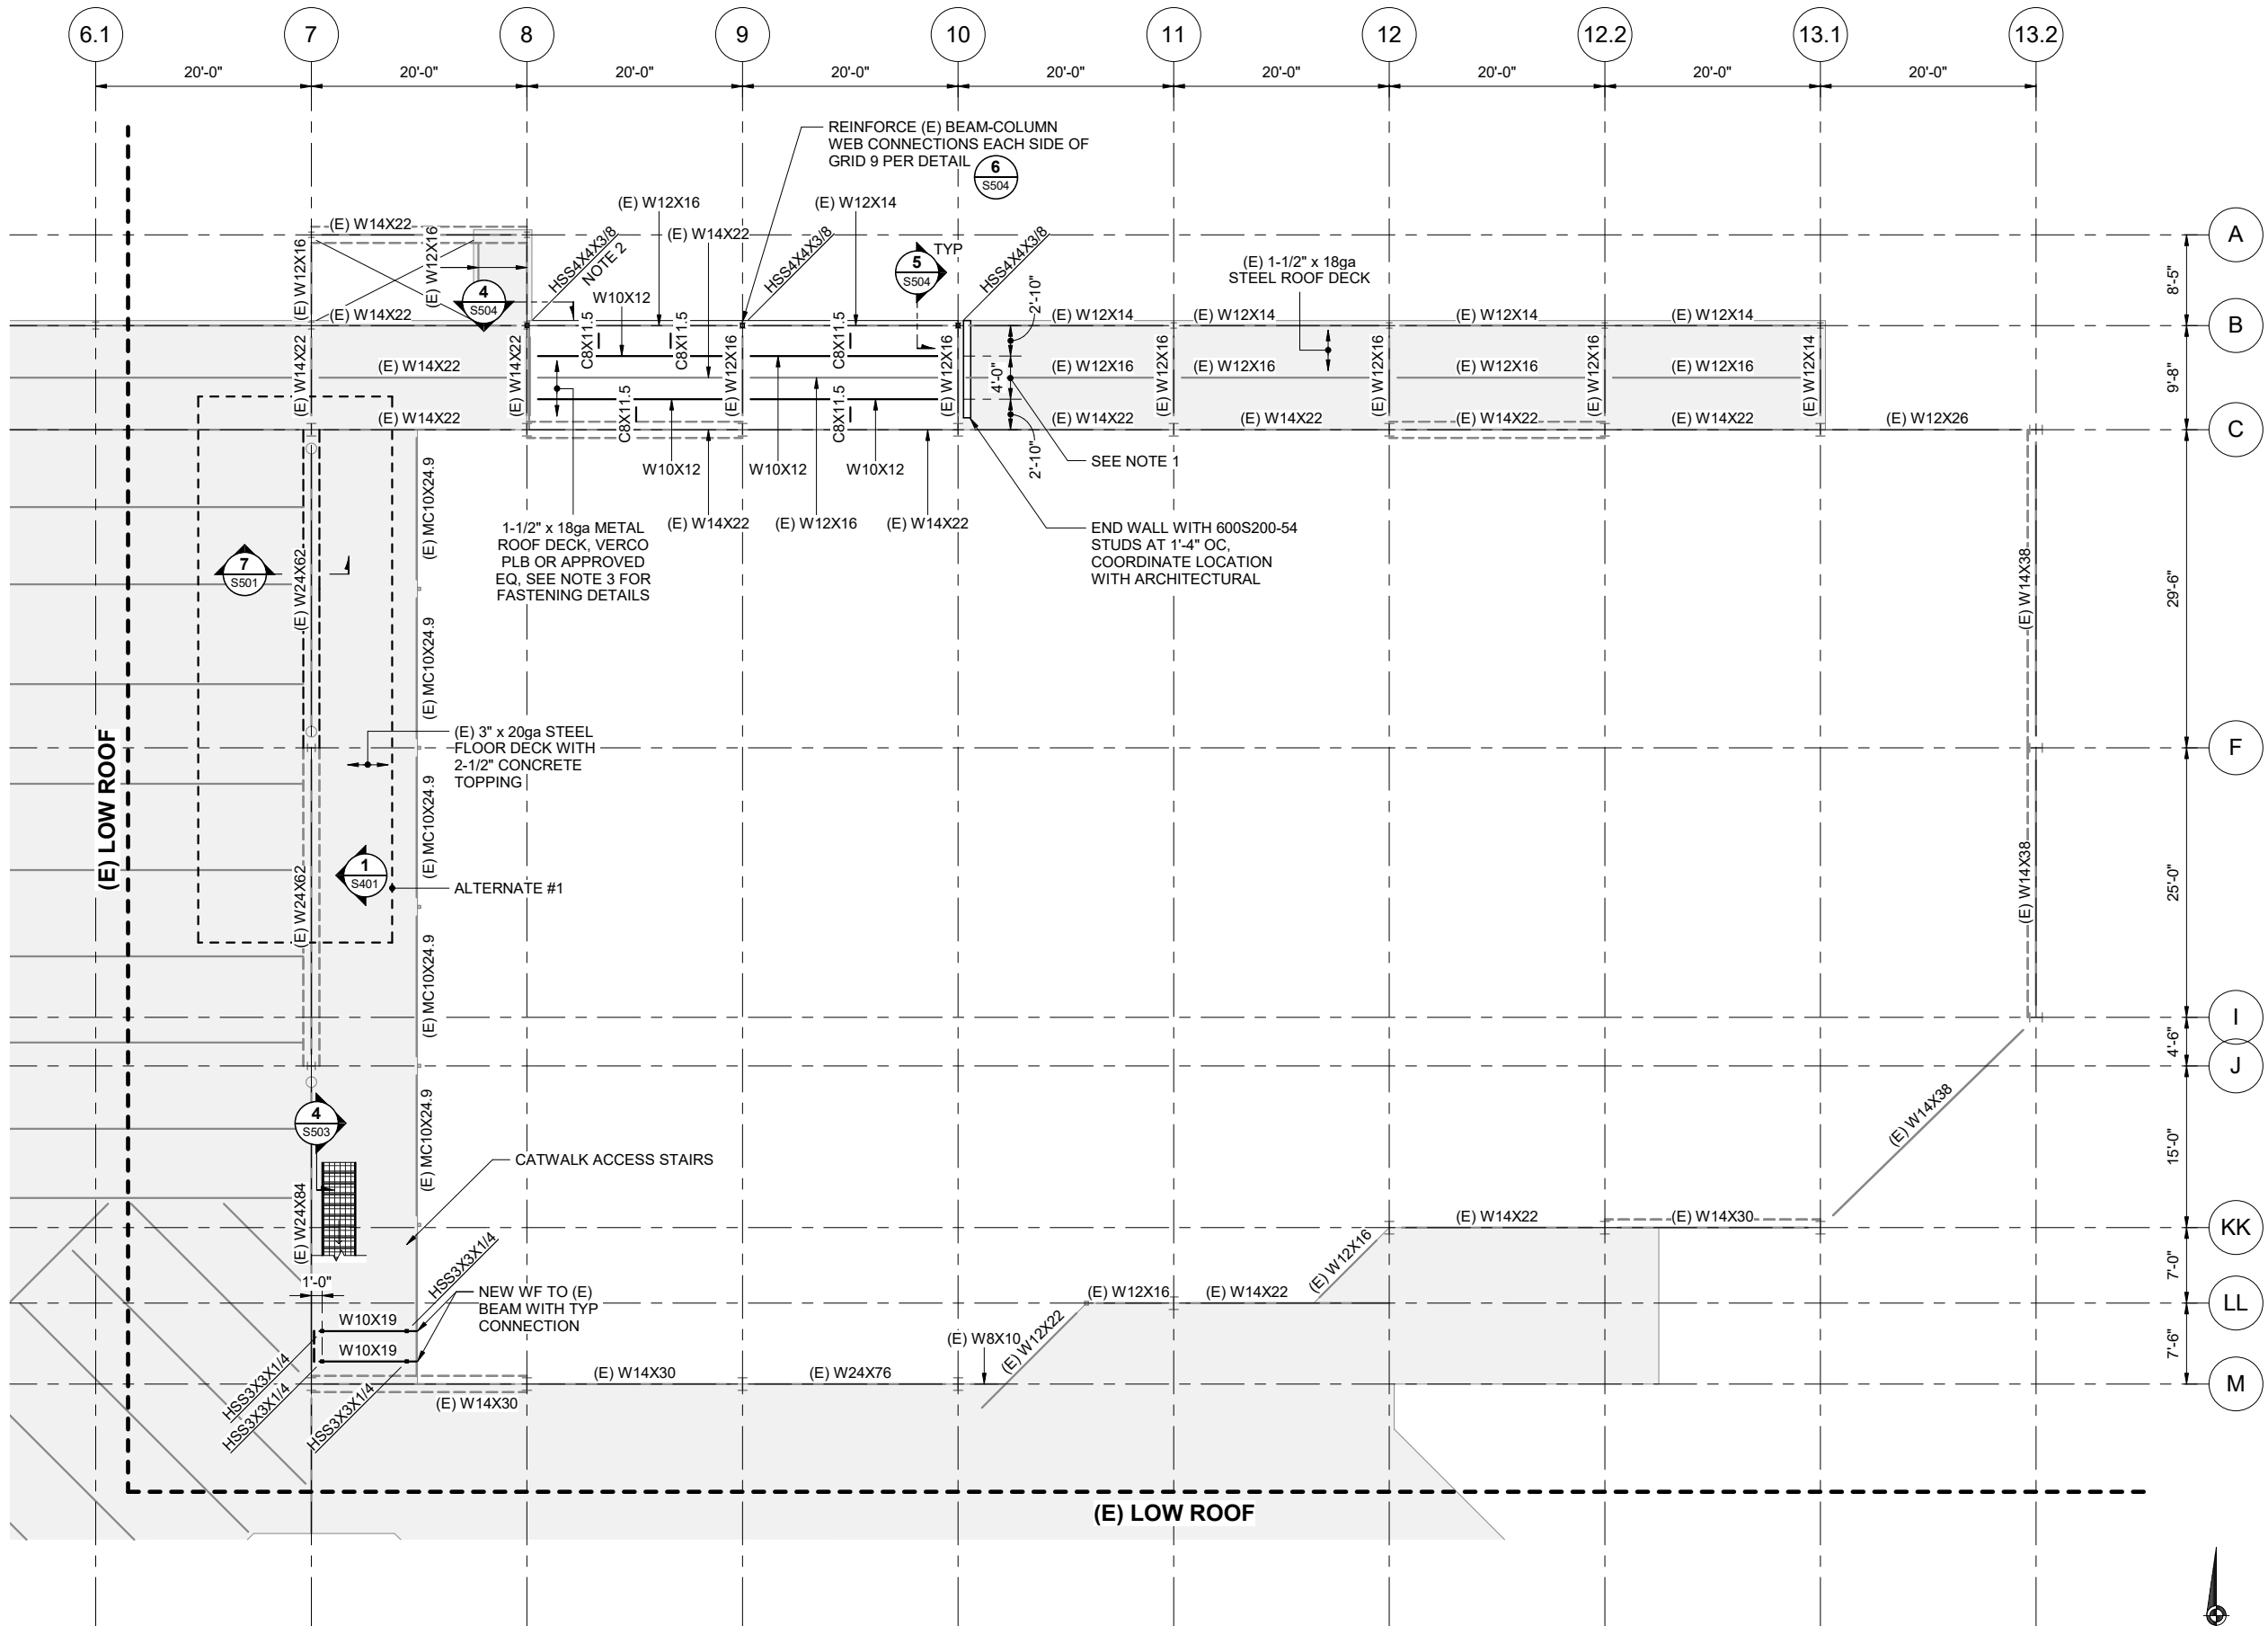 6.1
7
8
9
10
11
12
12.2
13.1
13.2
20'-0"
20'-0"
20'-0"
20'-0"
20'-0"
20'-0"
20'-0"
20'-0"
20'-0"
REINFORCE (E) BEAM-COLUMN
WEB CONNECTIONS EACH SIDE OF
GRID 9 PER DETAIL
6
S504
(E) W14X22
(E) W12X16
(E) W12X16
4
S504
HSS4X4X3/8
NOTE 2
(E) W12X16
(E) W14X22
HSS4X4X3/8
(E) W12X14
5
S504
TYP
HSS4X4X3/8
2'-10"
(E) 1-1/2" x 18ga
STEEL ROOF DECK
A
8'-5"
B
(E) W14X22
W10X12
C8X11.5
C8X11.5
C8X11.5
(E) W12X14
(E) W12X14
(E) W12X14
(E) W12X14
(E) W14X22
(E) W14X22
(E) W14X22
(E) W12X16
(E) W12X16
4'-0"
(E) W12X16
(E) W12X16
(E) W12X16
(E) W12X16
(E) W12X16
(E) W12X16
(E) W12X16
(E) W12X14
9'-8"
(E) W14X22
C8X11.5
C8X11.5
(E) W14X22
(E) W14X22
(E) W14X22
(E) W14X22
(E) W12X26
C
W10X12
W10X12
W10X12
2'-10"
SEE NOTE 1
(E) W14X22
(E) W12X16
(E) W14X22
1-1/2" x 18ga METAL
ROOF DECK, VERCO
PLB OR APPROVED
EQ, SEE NOTE 3 FOR
FASTENING DETAILS
END WALL WITH 600S200-54
STUDS AT 1'-4" OC,
COORDINATE LOCATION
WITH ARCHITECTURAL
(E) MC10X24.9
7
S501
(E) W24X62
(E) W14X38
29'-6"
(E) MC10X24.9
(E) LOW ROOF
(E) 3" x 20ga STEEL
FLOOR DECK WITH
2-1/2" CONCRETE
TOPPING
F
(E) MC10X24.9
1
S401
ALTERNATE #1
(E) W24X62
(E) W14X38
25'-0"
(E) MC10X24.9
I
4'-6"
J
4
S503
(E) MC10X24.9
CATWALK ACCESS STAIRS
(E) W14X38
15'-0"
(E) W24X84
HSS3X3X1/4
(E) W12X16
(E) W14X22
(E) W14X30
KK
1'-0"
NEW WF TO (E)
BEAM WITH TYP
CONNECTION
(E) W12X16
(E) W14X22
7'-0"
LL
W10X19
W10X19
(E) W8X10
(E) W12X22
7'-6"
HSS3X3X1/4
HSS3X3X1/4
HSS3X3X1/4
(E) W14X30
(E) W14X30
(E) W24X76
M
(E) LOW ROOF